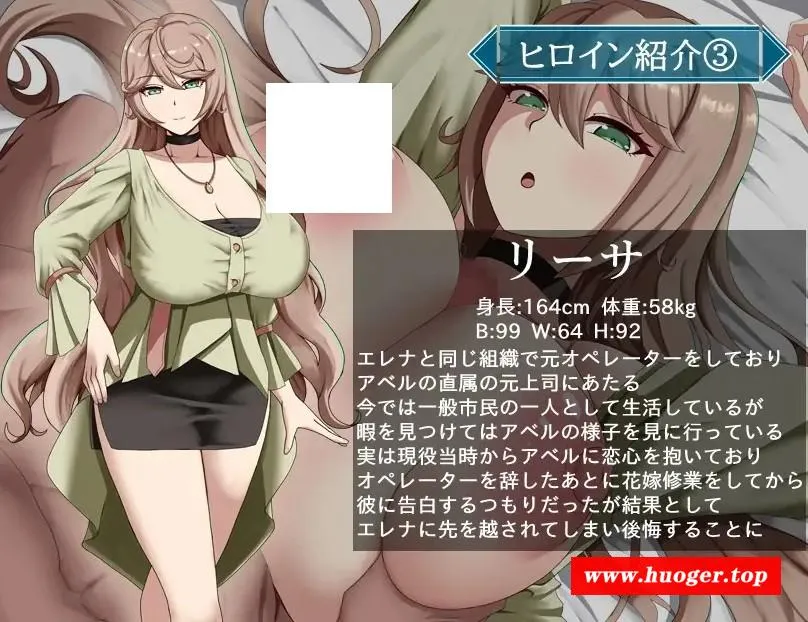 ヒロイン紹介③
リーサ
身長:164cm 体重:58kg
B:99 W:64 H:92
エレナと同じ組織で元オペレーターをしており
アベルの直属の元上司にあたる
今では一般市民の一人として生活しているが
暇を見つけてはアベルの様子を見に行っている
実は現役当時からアベルに恋心を抱いており
オペレーターを辞したあとに花嫁修業をしてから
彼に告白するつもりだったが結果として
エレナに先を越されてしまい後悔することに
www.huoger.top